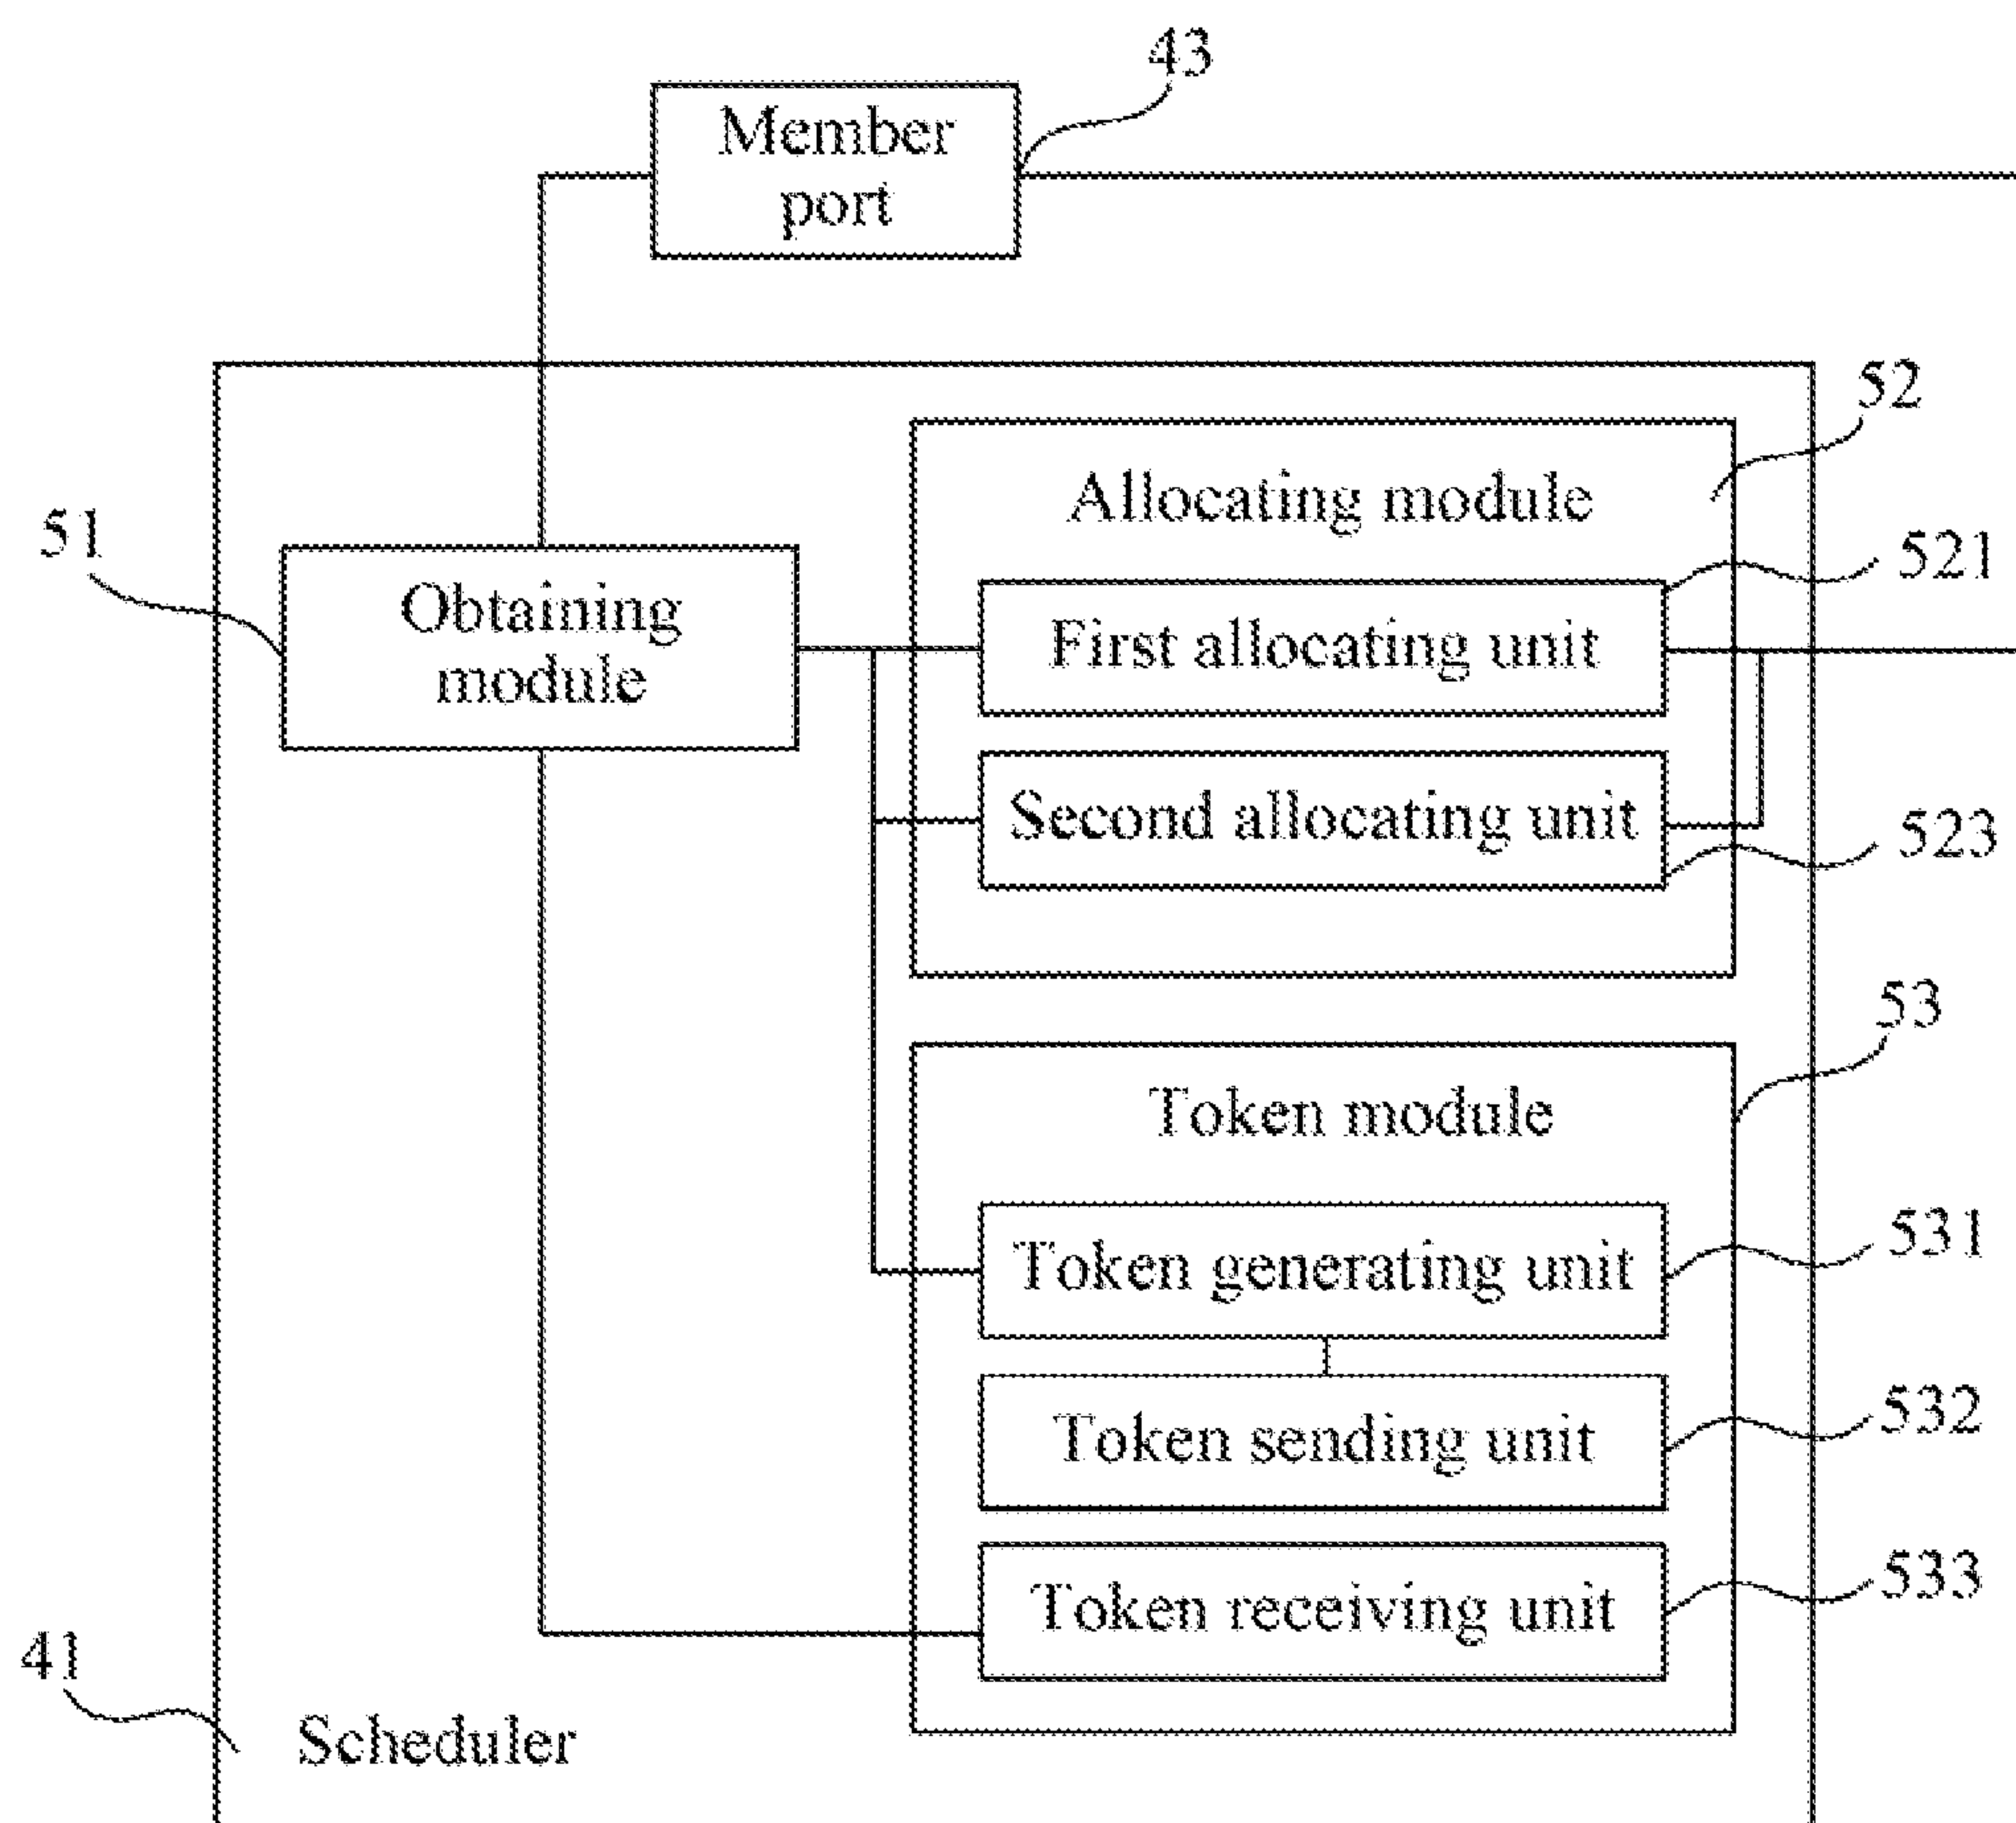 43
Member
port
52
Allocating module
51
521
Obtaining
module
First allocating unit
Second allocating unit
523
53
Token module
531
Token generating unit
532
Token sending unit
533
Token receiving unit
41
Scheduler